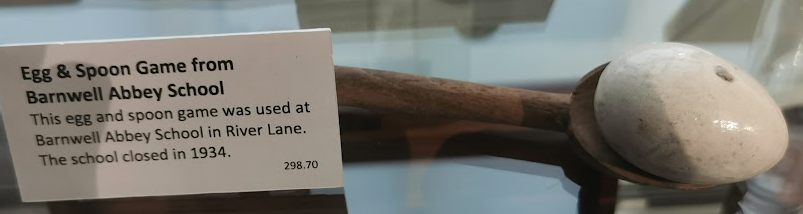 Egg & Spoon Game from
Barnwell Abbey School
This egg and spoon game was used at
Barnwell Abbey School in River Lane.
The school closed in 1934.
298.70